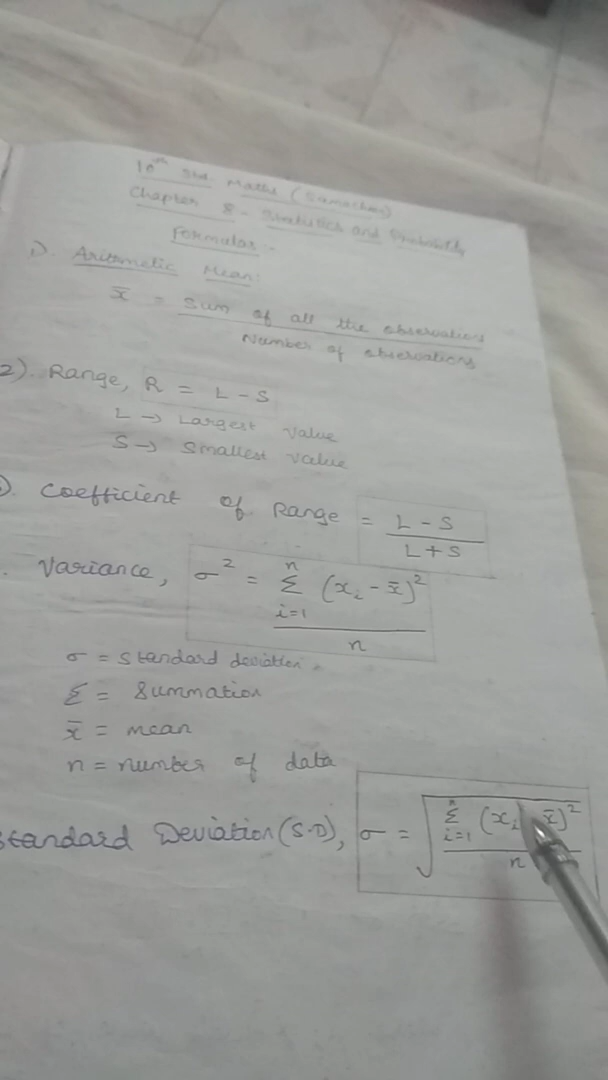 10th Std. Maths (Samacheer)
Chapter 8 - Statistics and Probability
Formulas -
1). Arithmetic Mean:
x̄ = Sum of all the observations / Number of observations
2). Range, R = L - S
L → Largest value
S → Smallest value
). Coefficient of Range = L - S / L + S
. Variance, σ² = Σ i=1 n (xᵢ - x̄)² / n
σ = Standard deviation.
Σ = Summation
x̄ = mean
n = number of data
Standard Deviation (S.D), σ = √ Σ i=1 n (xᵢ x̄)² / n